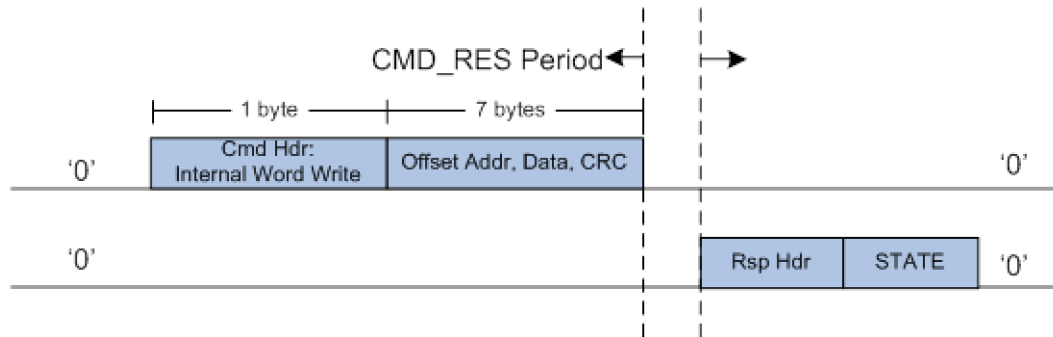 CMD_RES Period
1 byte
7 bytes
'0'
Cmd Hdr:
Internal Word Write
Offset Addr, Data, CRC
'0'
'0'
Rsp Hdr
STATE
'0'